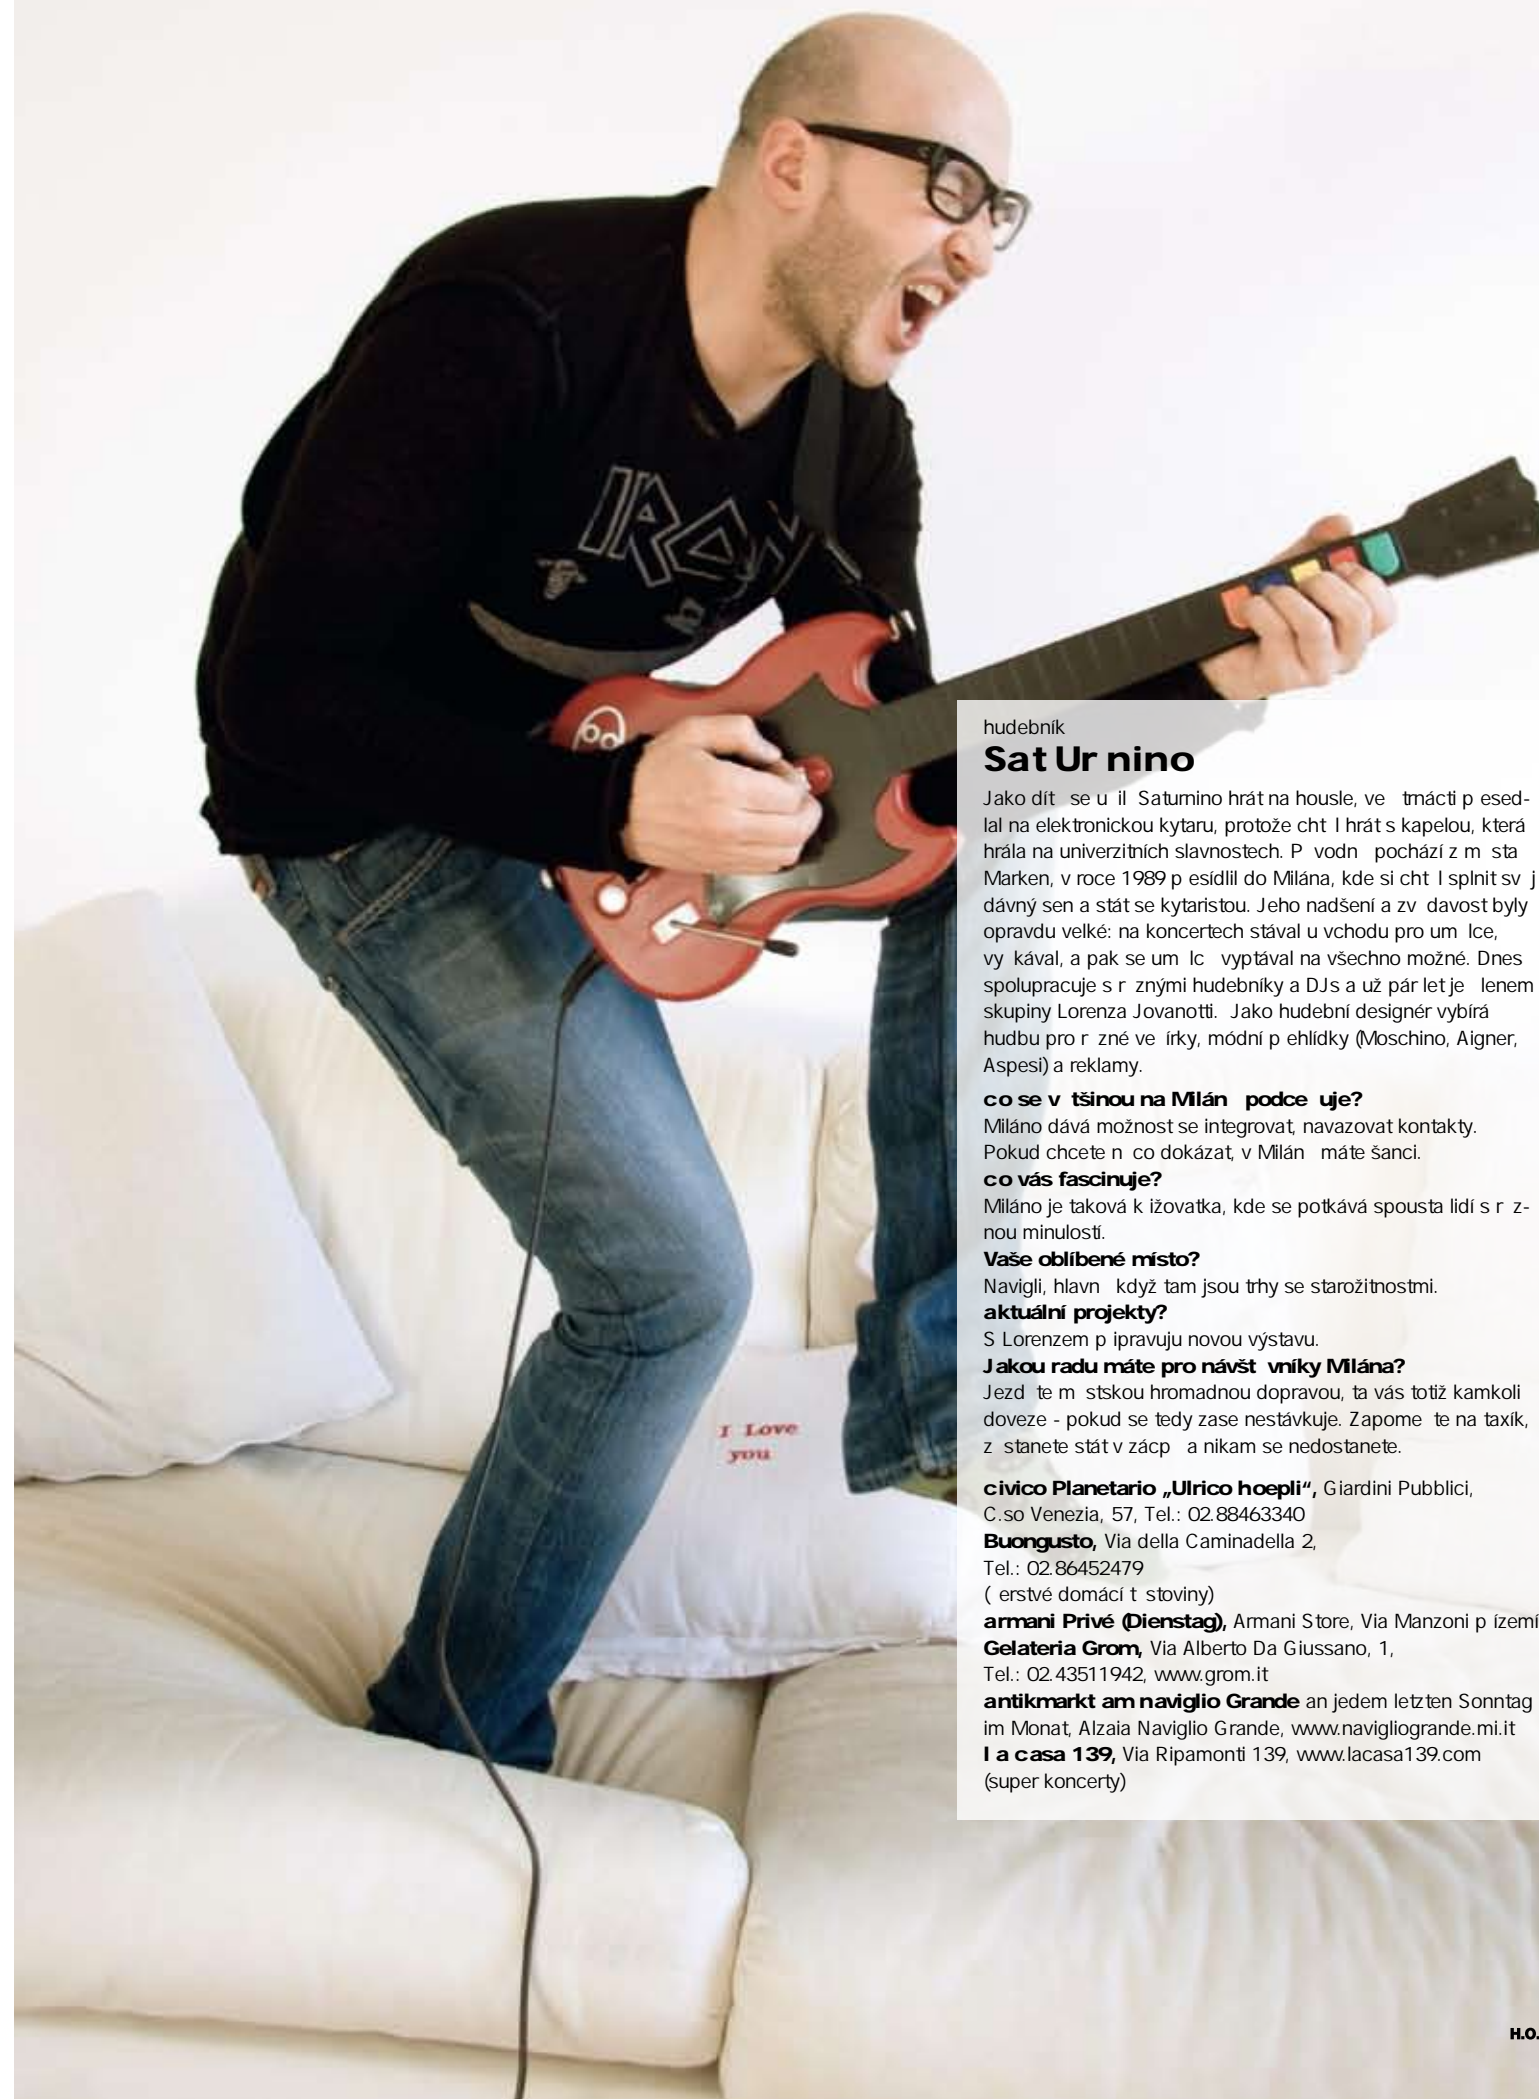 IRON
I Love
you
hudebník
Sat Ur nino
Jako dít se u il Saturnino hrát na housle, ve trnácti p esed-
lal na elektronickou kytaru, protože cht l hrát s kapelou, která
hrála na univerzitních slavnostech. P vodn pochází z m sta
Marken, v roce 1989 p esídlil do Milána, kde si cht l splnit sv j
dávný sen a stát se kytaristou. Jeho nadšení a zv davost byly
opravdu velké: na koncertech stával u vchodu pro um lce,
vy kával, a pak se um lc vyptával na všechno možné. Dnes
spolupracuje s r znými hudebníky a DJs a už pár let je lenem
skupiny Lorenza Jovanotti. Jako hudební designér vybírá
hudbu pro r zné ve írky, módní p ehlídky (Moschino, Aigner,
Aspesi) a reklamy.
co se v tšinou na Milán podce uje?
Miláno dává možnost se integrovat, navazovat kontakty.
Pokud chcete n co dokázat, v Milán máte šanci.
co vás fascinuje?
Miláno je taková k ižovatka, kde se potkává spousta lidí s r z-
nou minulostí.
Vaše oblíbené místo?
Navigli, hlavn když tam jsou trhy se starožitnostmi.
aktuální projekty?
S Lorenzem p ipravuju novou výstavu.
Jakou radu máte pro návšt vníky Milána?
Jezd te m stskou hromadnou dopravou, ta vás totiž kamkoli
doveze - pokud se tedy zase nestávkuje. Zapome te na taxík,
z stanete stát v zácp a nikam se nedostanete.
civico Planetario „Ulrico hoepli“, Giardini Pubblici,
C.so Venezia, 57, Tel.: 02.88463340
Buongusto, Via della Caminadella 2,
Tel.: 02.86452479
( erstvé domácí t stoviny)
armani Privé (Dienstag), Armani Store, Via Manzoni p ízemí
Gelateria Grom, Via Alberto Da Giussano, 1,
Tel.: 02.43511942, www.grom.it
antikmarkt am naviglio Grande an jedem letzten Sonntag
im Monat, Alzaia Naviglio Grande, www.navigliogrande.mi.it
l a casa 139, Via Ripamonti 139, www.lacasa139.com
(super koncerty)
H.O.